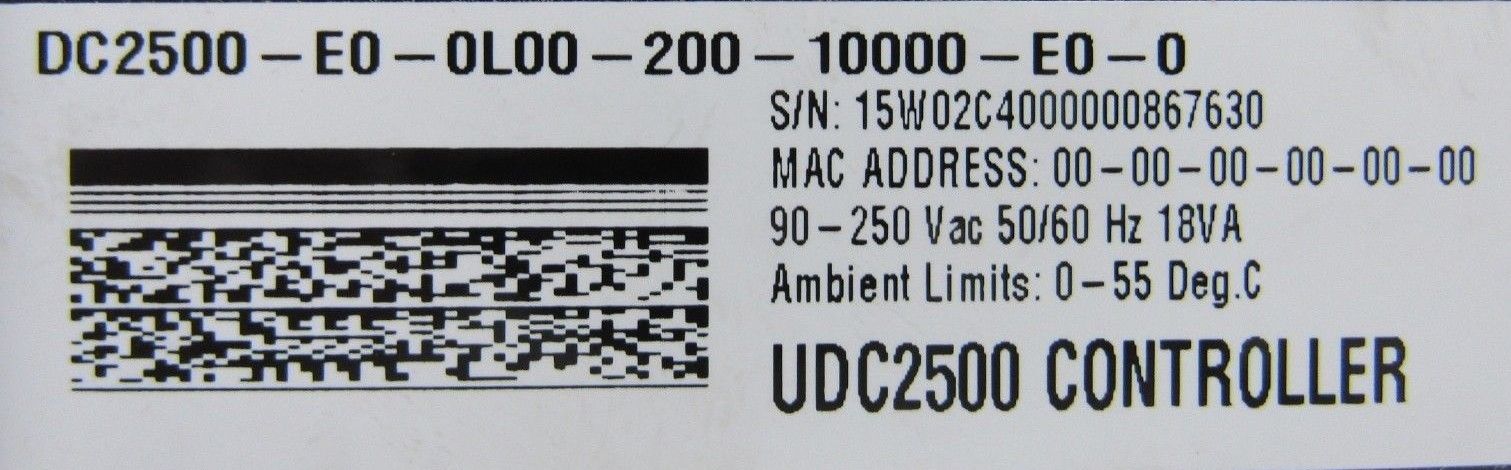 DC2500-E0-0L00-200-10000-E0-0
S/N: 15W02C4000000867630
MAC ADDRESS: 00-00-00-00-00-00
90-250 Vac 50/60 Hz 18VA
Ambient Limits: 0-55 Deg.C
UDC2500 CONTROLLER